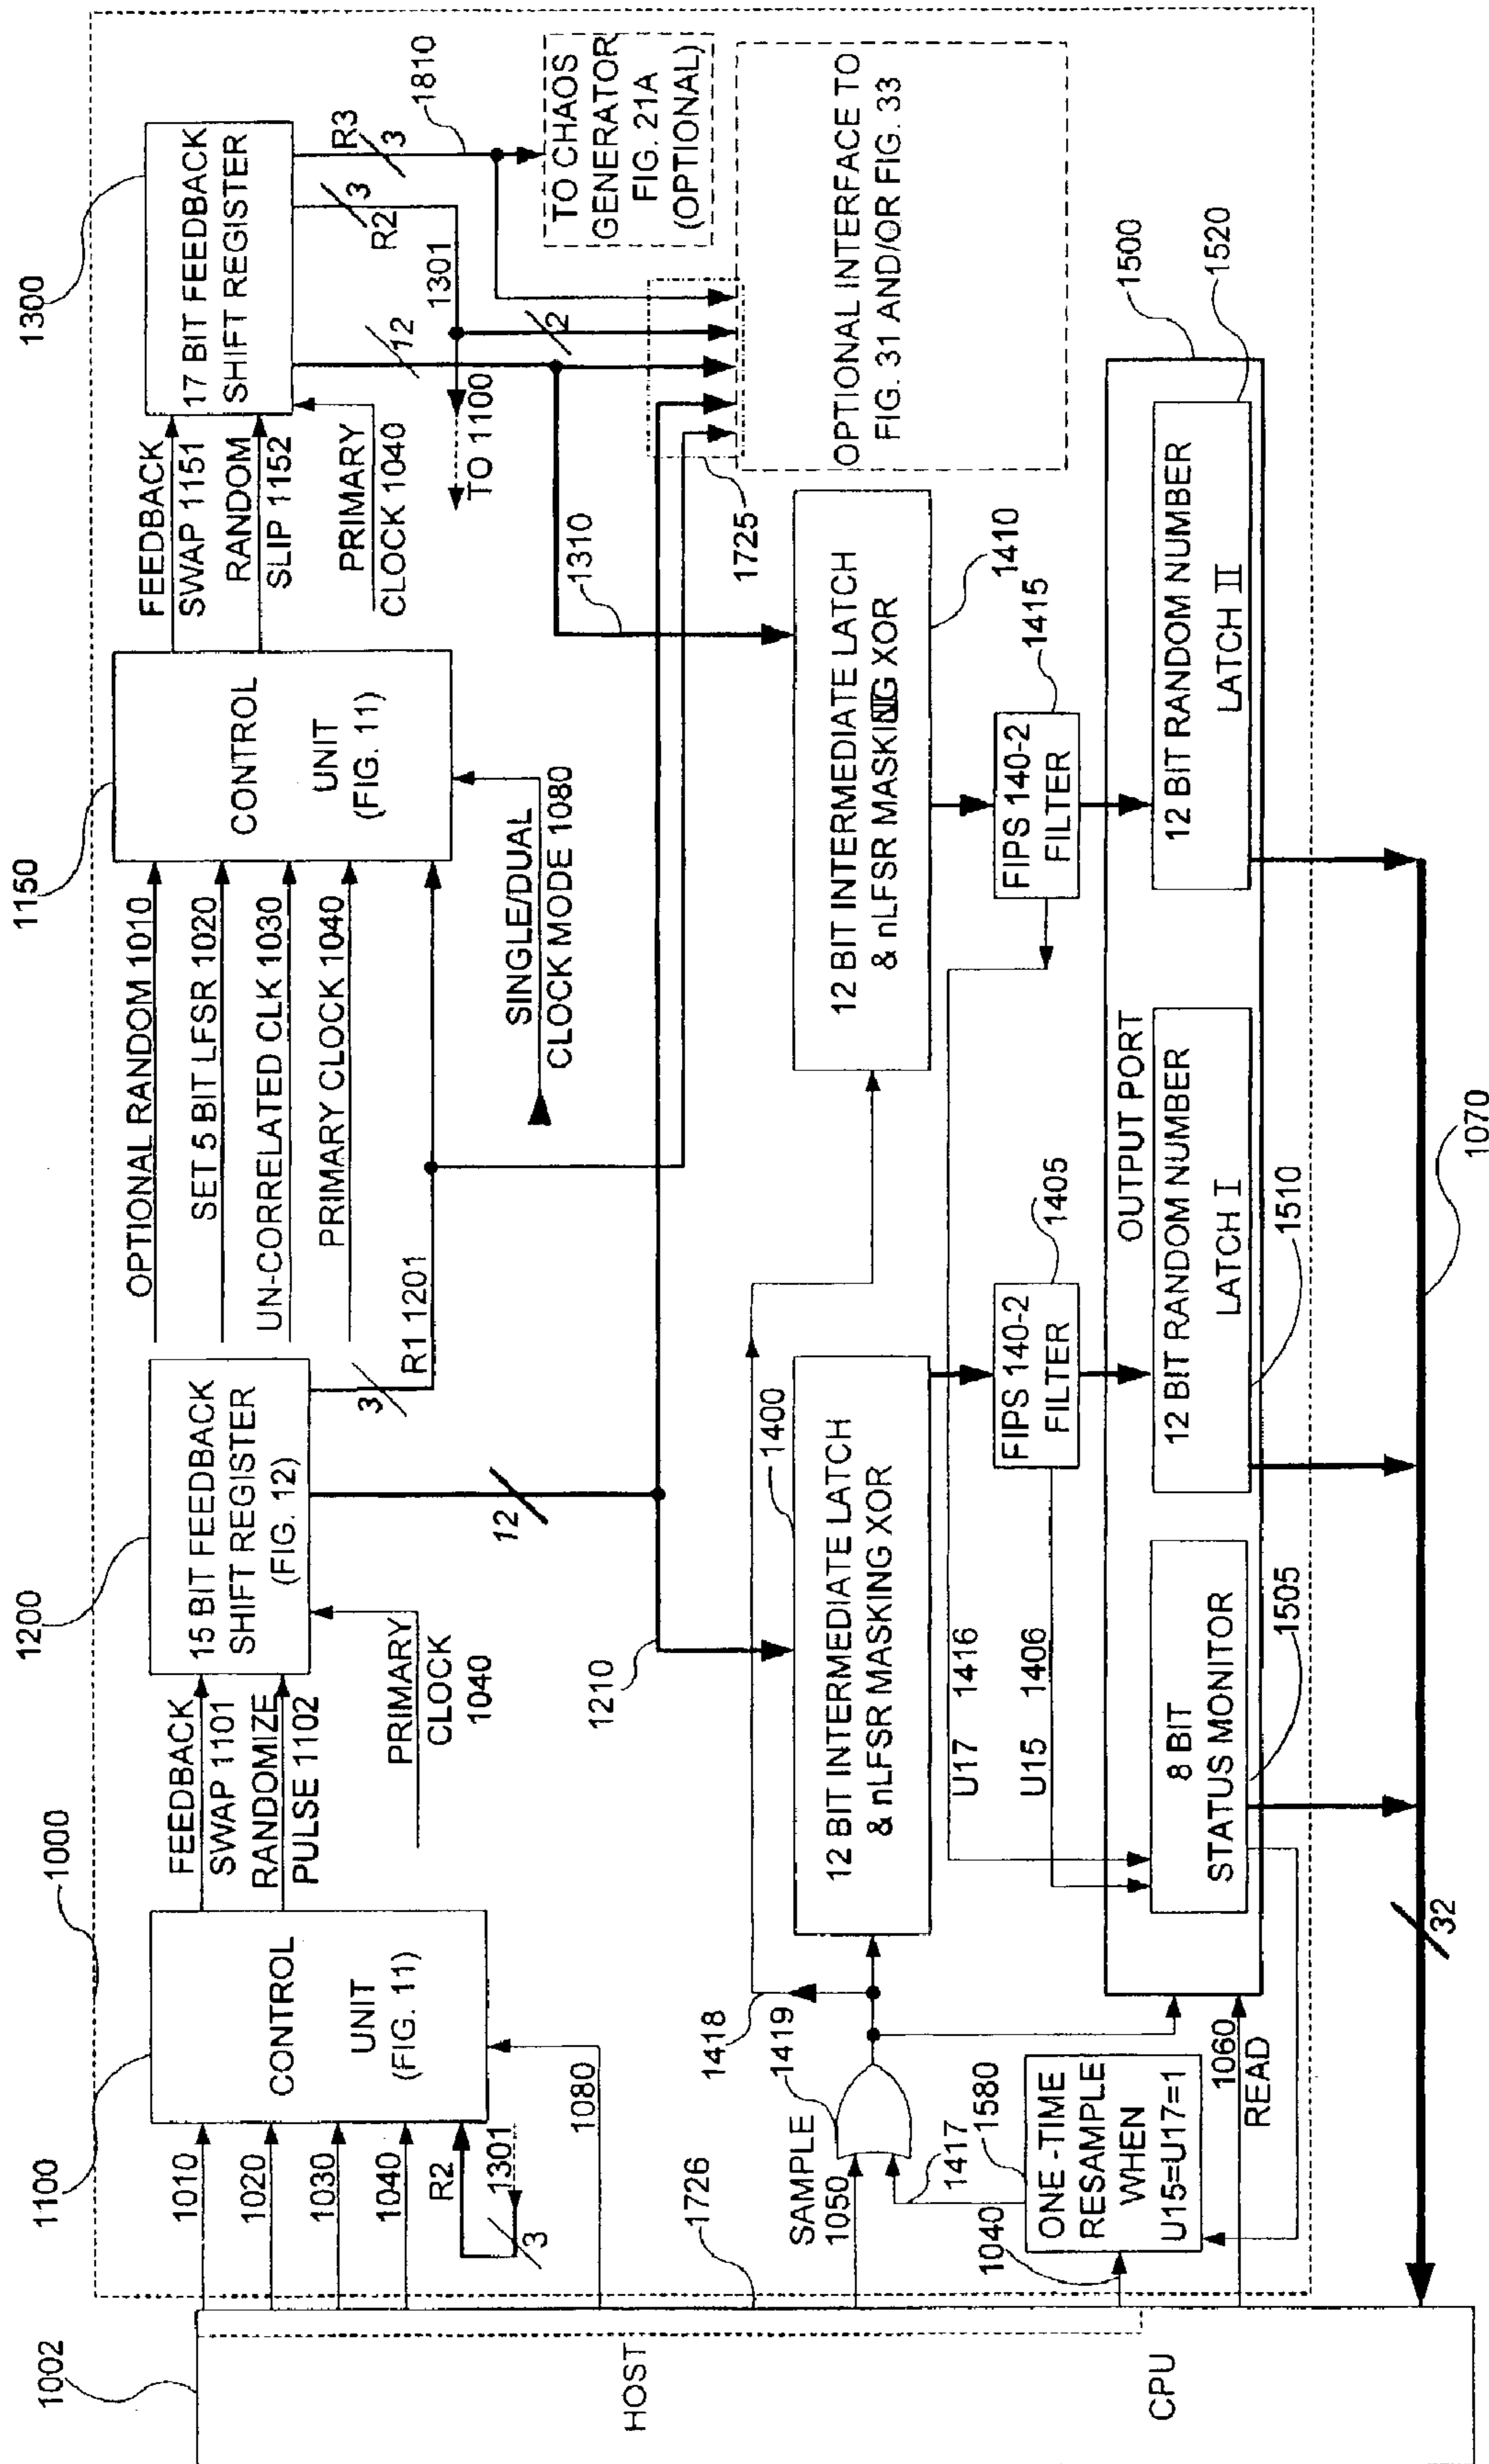 1002
HOST
CPU
1726
1000
1100
1010
1020
1030
1040
R2
1301
3
1080
CONTROL
UNIT
(FIG. 11)
FEEDBACK
SWAP 1101
RANDOMIZE
PULSE 1102
PRIMARY
CLOCK
1040
1200
15 BIT FEEDBACK
SHIFT REGISTER
(FIG. 12)
3
R1 1201
12
1210
OPTIONAL RANDOM 1010
SET 5 BIT LFSR 1020
UN-CORRELATED CLK 1030
PRIMARY CLOCK 1040
1150
CONTROL
UNIT
(FIG. 11)
SINGLE/DUAL
CLOCK MODE 1080
FEEDBACK
SWAP 1151
RANDOM
SLIP 1152
PRIMARY
CLOCK 1040
1300
17 BIT FEEDBACK
SHIFT REGISTER
R3
3
1810
3
R2
1301
12
2
TO 1100
1310
1725
TO CHAOS
GENERATOR
FIG. 21A
(OPTIONAL)
OPTIONAL INTERFACE TO
FIG. 31 AND/OR FIG. 33
SAMPLE
1050
1418
1419
1417
1400
12 BIT INTERMEDIATE LATCH
& nLFSR MASKING XOR
1410
12 BIT INTERMEDIATE LATCH
& nLFSR MASKING XOR
U17 1416
U15 1406
FIPS 140-2
FILTER
1405
FIPS 140-2
FILTER
1415
1580
1040
ONE -TIME
RESAMPLE
WHEN
U15=U17=1
1060
READ
OUTPUT PORT
1500
8 BIT
STATUS MONITOR
1505
12 BIT RANDOM NUMBER
LATCH I
1510
12 BIT RANDOM NUMBER
LATCH II
1520
32
1070